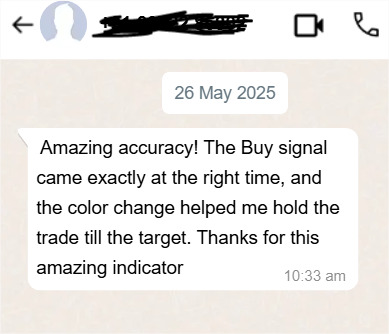 26 May 2025
Amazing accuracy! The Buy signal
came exactly at the right time, and
the color change helped me hold the
trade till the target. Thanks for this
amazing indicator
10:33 am